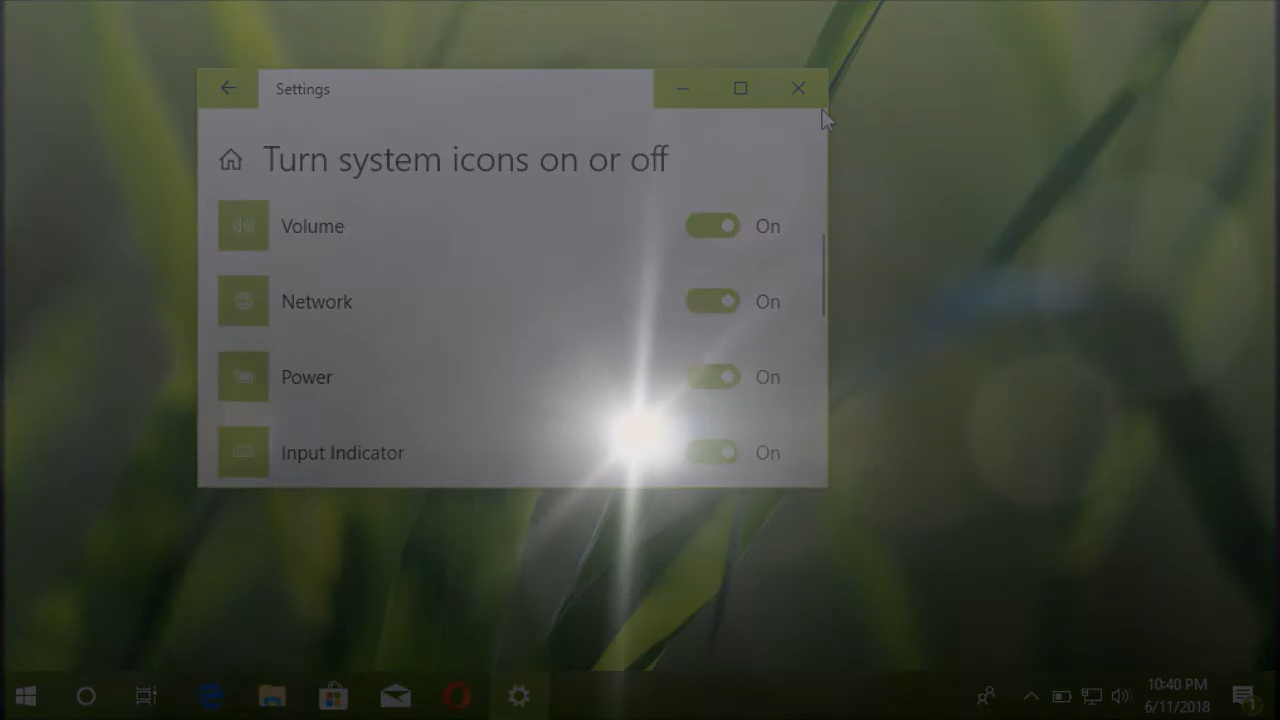 Settings
Turn system icons on or off
Volume On
Network On
Power On
Input Indicator On
10:40 PM
6/11/2018
1